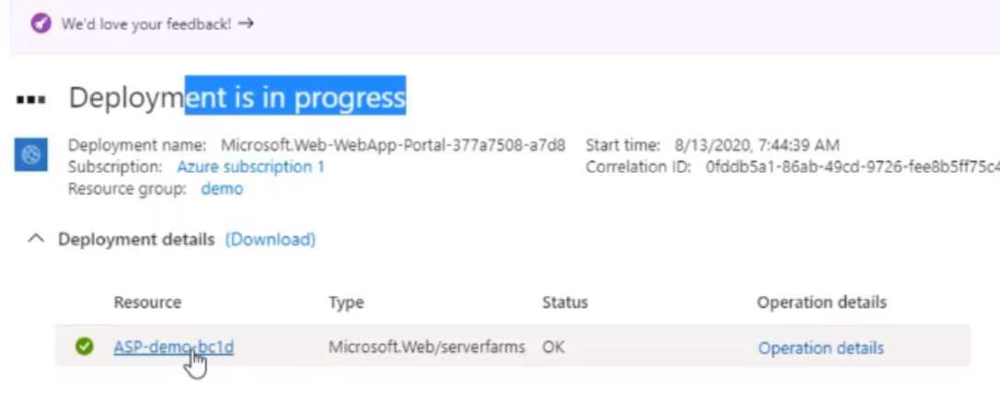 We'd love your feedback! →
Deployment is in progress
Deployment name: Microsoft.Web-WebApp-Portal-377a7508-a7d8 Start time: 8/13/2020, 7:44:39 AM
Subscription: Azure subscription 1 Correlation ID: 0fddb5a1-86ab-49cd-9726-fee8b5ff75c4
Resource group: demo
Deployment details (Download)
Resource Type Status Operation details
ASP-demo-bc1d Microsoft.Web/serverfarms OK Operation details